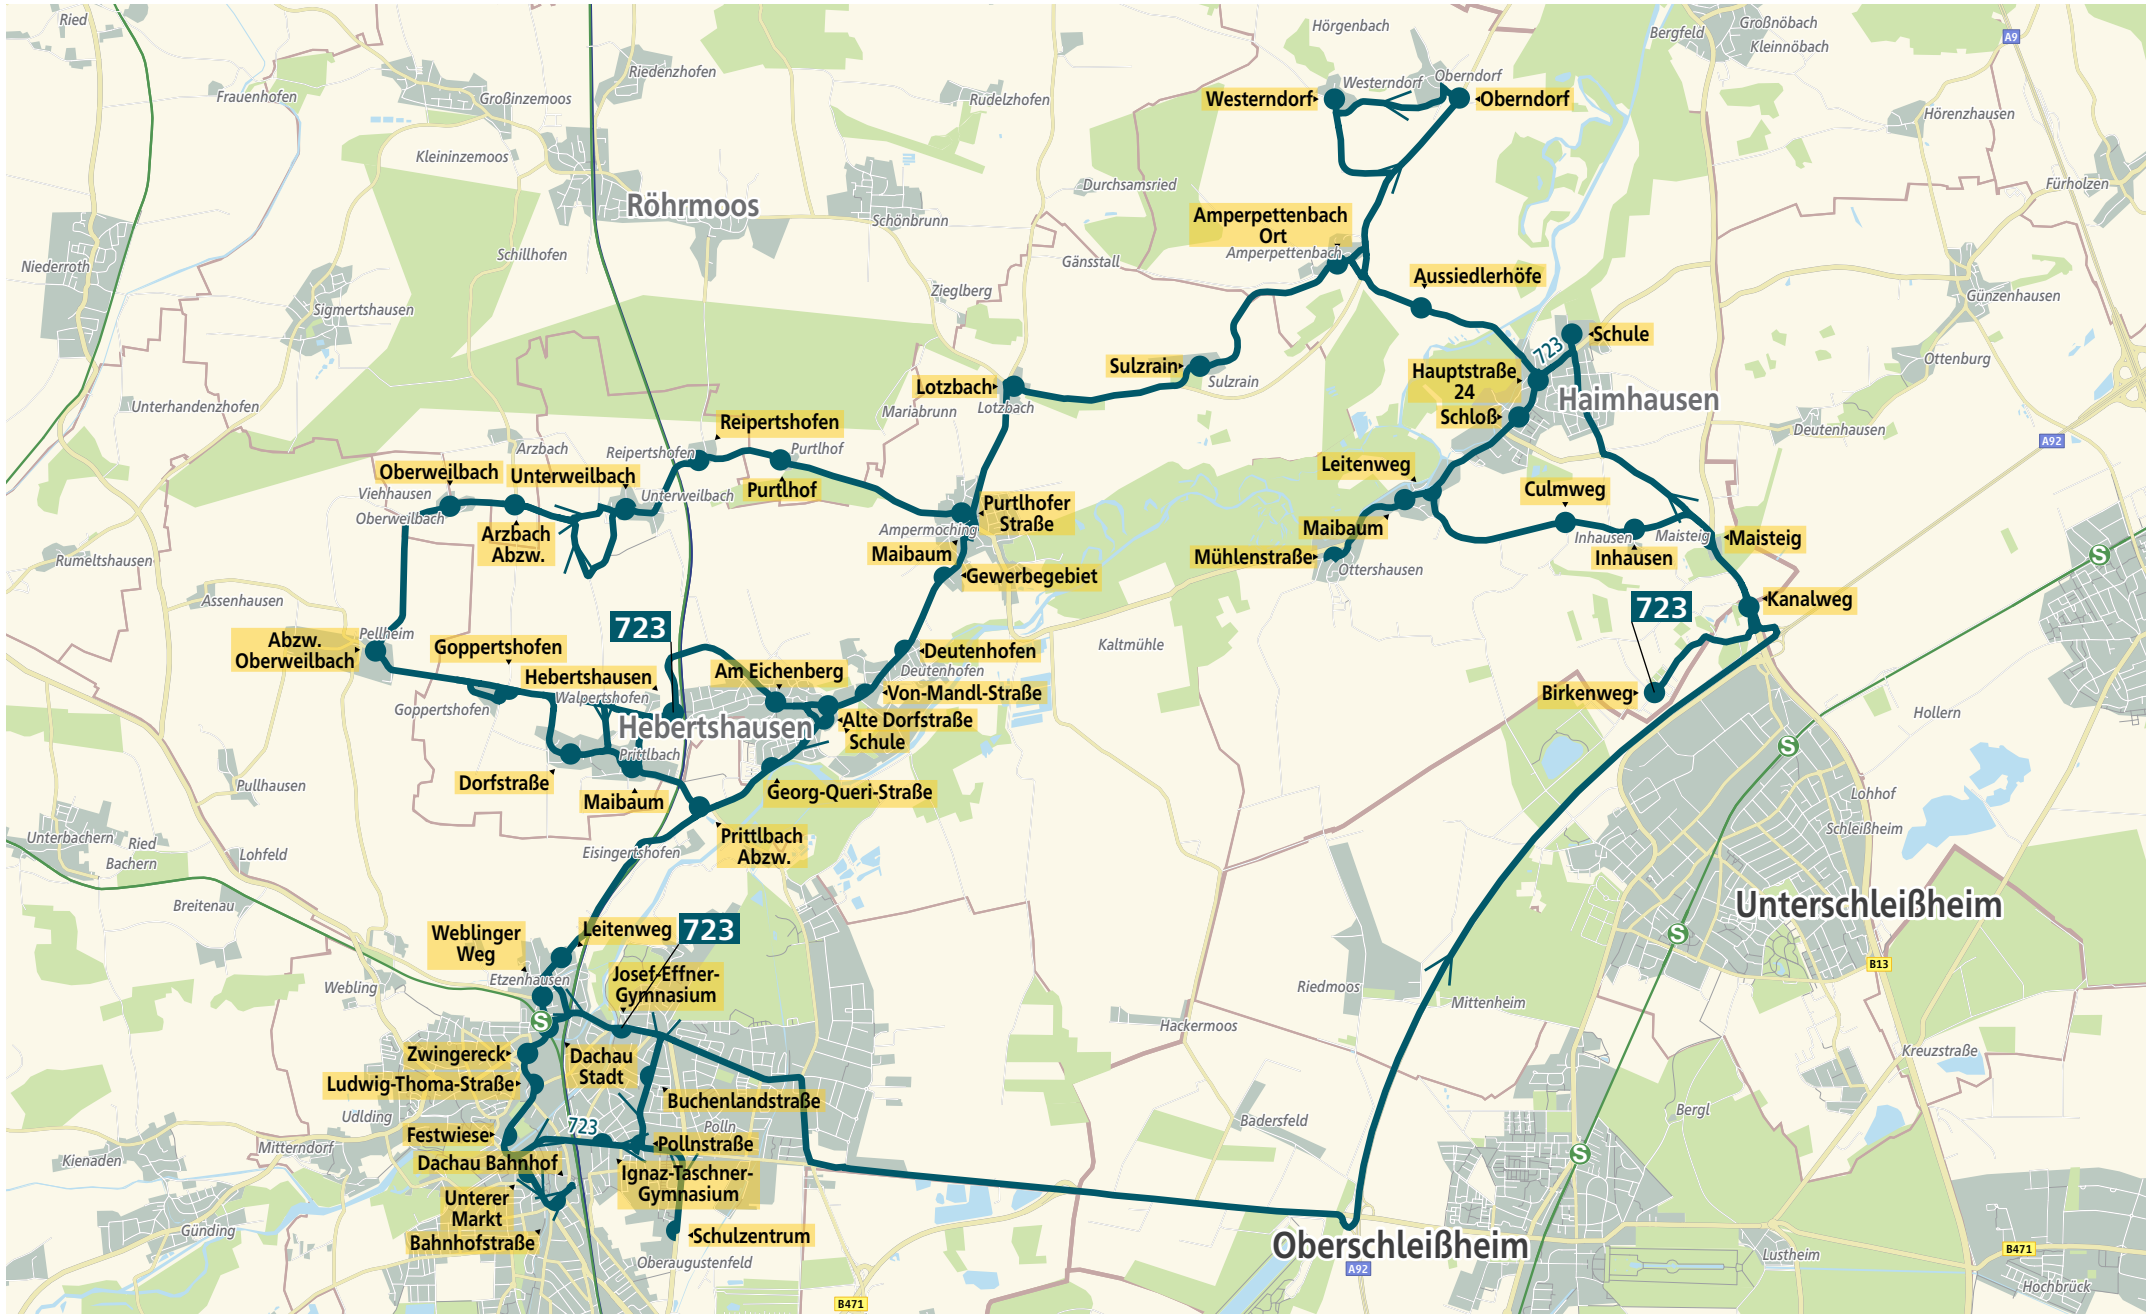 Ried
Hörgenbach
Großnöbach
Bergfeld
Kleinnöbach
A9
Riedenzhofen
Großinzemoos
Frauenhofen
Rudelzhofen
Westerndorf
Oberndorf
Westerndorf
Oberndorf
Hörenzhausen
Kleininzemoos
Durchsamsried
Fürholzen
Röhrmoos
Schönbrunn
Amperpettenbach
Ort
Amperpettenbach
Schillhofen
Niederroth
Gänsstall
Aussiedlerhöfe
Zieglberg
Günzenhausen
Sigmertshausen
723
Schule
Sulzrain
Sulzrain
Hauptstraße
24
Ottenburg
Lotzbach
Lotzbach
Haimhausen
Unterhandenzhofen
Mariabrunn
Schloß
Reipertshofen
Deutenhausen
A92
Arzbach
Reipertshofen
Purtlhof
Purtlhof
Oberweilbach
Unterweilbach
Leitenweg
Viehhausen
Unterweilbach
Culmweg
Oberweilbach
Arzbach
Abzw.
Purtlhofer
Straße
Ampermoching
Maibaum
Maibaum
Inhausen
Maisteig
Maisteig
Rumeltshausen
Mühlenstraße
Ottershausen
Inhausen
S
Gewerbegebiet
Assenhausen
723
723
Kanalweg
Abzw.
Oberweilbach
Pellheim
Goppertshofen
Kaltmühle
Deutenhofen
Deutenhofen
Hebertshausen
Am Eichenberg
Walpertshofen
Von-Mandl-Straße
Birkenweg
Goppertshofen
Hollern
Hebertshausen
Alte Dorfstraße
Schule
S
Prittlbach
Dorfstraße
Maibaum
Georg-Queri-Straße
Pullhausen
Lohhof
Unterbachern
Ried
Bachern
Lohfeld
Eisingertshofen
Prittlbach
Abzw.
Schleißheim
Breitenau
Unterschleißheim
Weblinger
Weg
Leitenweg
723
S
B13
Etzenhausen
Josef-Effner-
Gymnasium
Webling
Riedmoos
Mittenheim
S
Hackermoos
Zwingereck
Dachau
Stadt
Kreuzstraße
Ludwig-Thoma-Straße
Buchenlandstraße
Udlding
723
Polln
Badersfeld
Bergl
Festwiese
Pollnstraße
Mitterndorf
Kienaden
Dachau Bahnhof
Ignaz-Taschner-
Gymnasium
S
Unterer
Markt
Günding
Bahnhofstraße
Schulzentrum
Oberschleißheim
Oberaugustenfeld
Lustheim
B471
A92
Hochbrück
B471